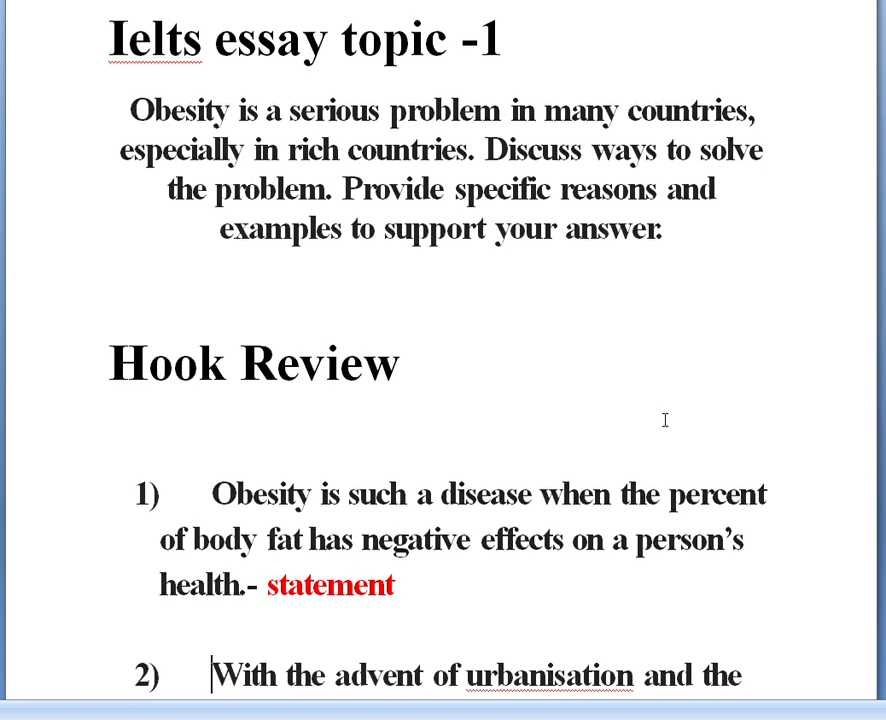 Ielts essay topic -1
Obesity is a serious problem in many countries,
especially in rich countries. Discuss ways to solve
the problem. Provide specific reasons and
examples to support your answer.
Hook Review
1) Obesity is such a disease when the percent
of body fat has negative effects on a person’s
health.- statement
2) With the advent of urbanisation and the